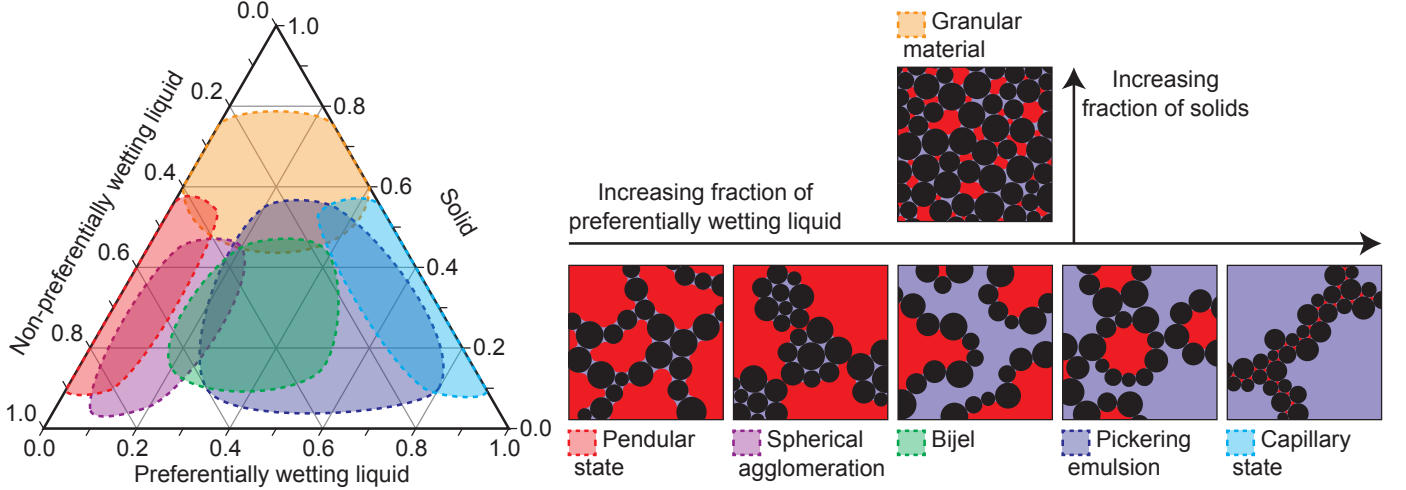 0.0
1.0
0.2
0.8
0.4
0.6
0.6
0.4
0.8
0.2
1.0
0.0
0.0
0.2
0.4
0.6
0.8
1.0
Non-preferentially wetting liquid
Solid
Preferentially wetting liquid
Granular
material
Increasing
fraction of solids
Increasing fraction of
preferentially wetting liquid
Pendular
state
Spherical
agglomeration
Bijel
Pickering
emulsion
Capillary
state